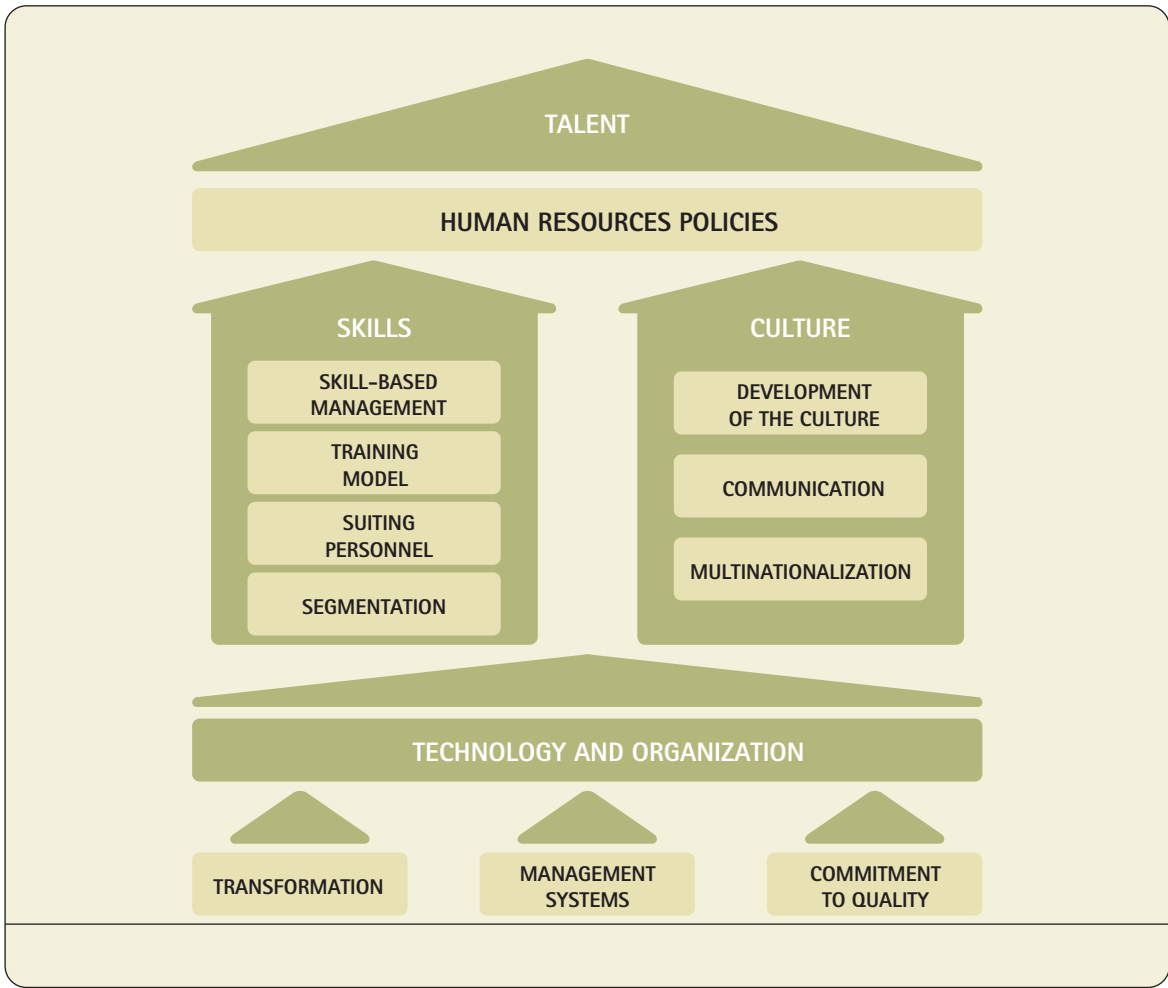 TALENT
HUMAN RESOURCES POLICIES
SKILLS
SKILL-BASED
MANAGEMENT
TRAINING
MODEL
SUITING
PERSONNEL
SEGMENTATION
CULTURE
DEVELOPMENT
OF THE CULTURE
COMMUNICATION
MULTINATIONALIZATION
TECHNOLOGY AND ORGANIZATION
TRANSFORMATION
MANAGEMENT
SYSTEMS
COMMITMENT
TO QUALITY